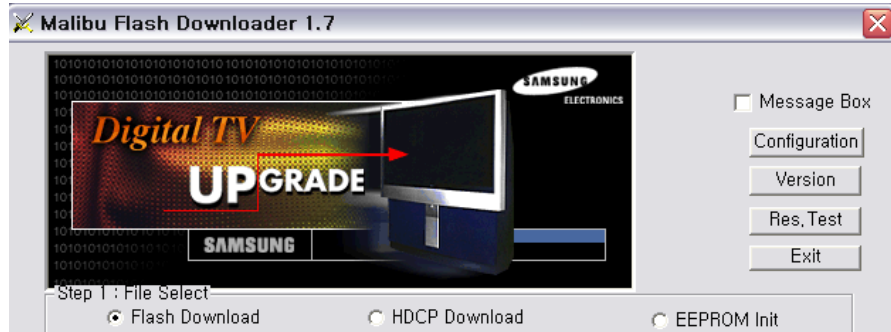 Malibu Flash Downloader 1.7
SAMSUNG
ELECTRONICS
Digital TV
UPGRADE
SAMSUNG
Message Box
Configuration
Version
Res, Test
Exit
Step 1 : File Select
Flash Download
HDCP Download
EEPROM Init